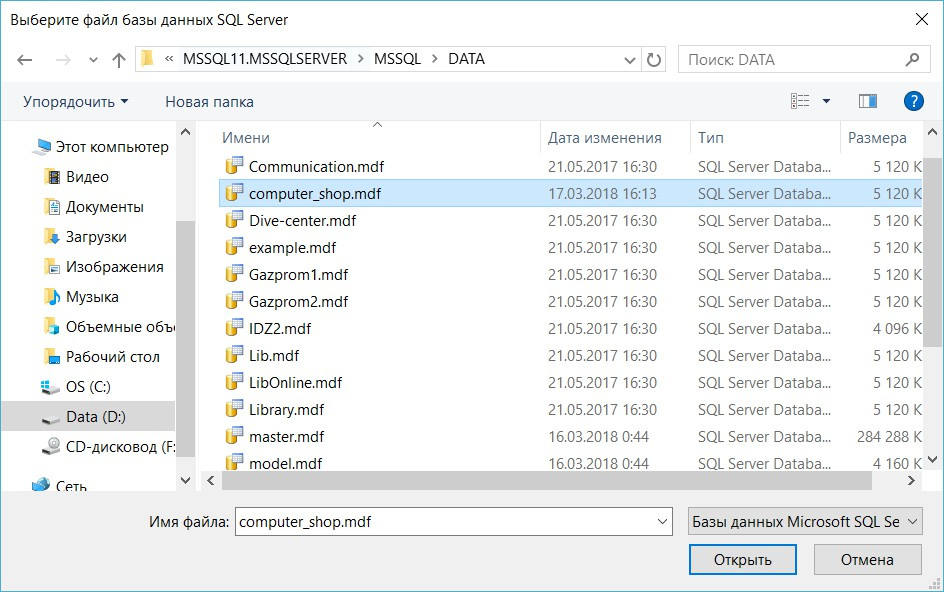 Выберите файл базы данных SQL Server
« MSSQL11.MSSQLSERVER > MSSQL > DATA
Поиск: DATA
Упорядочить
Новая папка
?
Этот компьютер
Видео
Документы
Загрузки
Изображения
Музыка
Объемные объ
Рабочий стол
OS (C:)
Data (D:)
CD-дисковод (F:
Сеть
Имени Дата изменения Тип Размера
Communication.mdf 21.05.2017 16:30 SQL Server Databa... 5 120 K
computer_shop.mdf 17.03.2018 16:13 SQL Server Databa... 5 120 K
Dive-center.mdf 21.05.2017 16:30 SQL Server Databa... 5 120 K
example.mdf 21.05.2017 16:30 SQL Server Databa... 5 120 K
Gazprom1.mdf 21.05.2017 16:30 SQL Server Databa... 5 120 K
Gazprom2.mdf 21.05.2017 16:30 SQL Server Databa... 5 120 K
IDZ2.mdf 21.05.2017 16:30 SQL Server Databa... 4 096 K
Lib.mdf 21.05.2017 16:30 SQL Server Databa... 5 120 K
LibOnline.mdf 21.05.2017 16:30 SQL Server Databa... 5 120 K
Library.mdf 21.05.2017 16:30 SQL Server Databa... 5 120 K
master.mdf 16.03.2018 0:44 SQL Server Databa... 284 288 K
model.mdf 16.03.2018 0:44 SQL Server Databa... 4 160 K
Имя файла: computer_shop.mdf
Базы данных Microsoft SQL Se
Открыть
Отмена